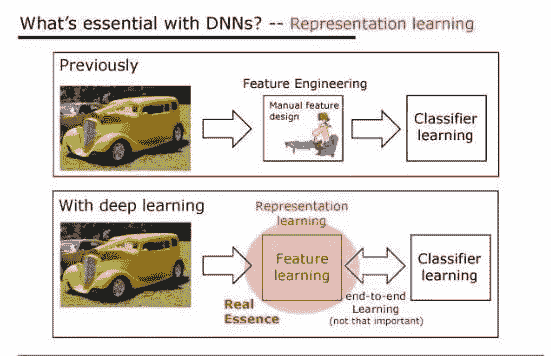 What's essential with DNNs? -- Representation learning
Previously
Feature Engineering
Manual feature
design
Classifier
learning
With deep learning
Representation
learning
Feature
learning
Classifier
learning
Real
Essence
end-to-end
Learning
(not that important)